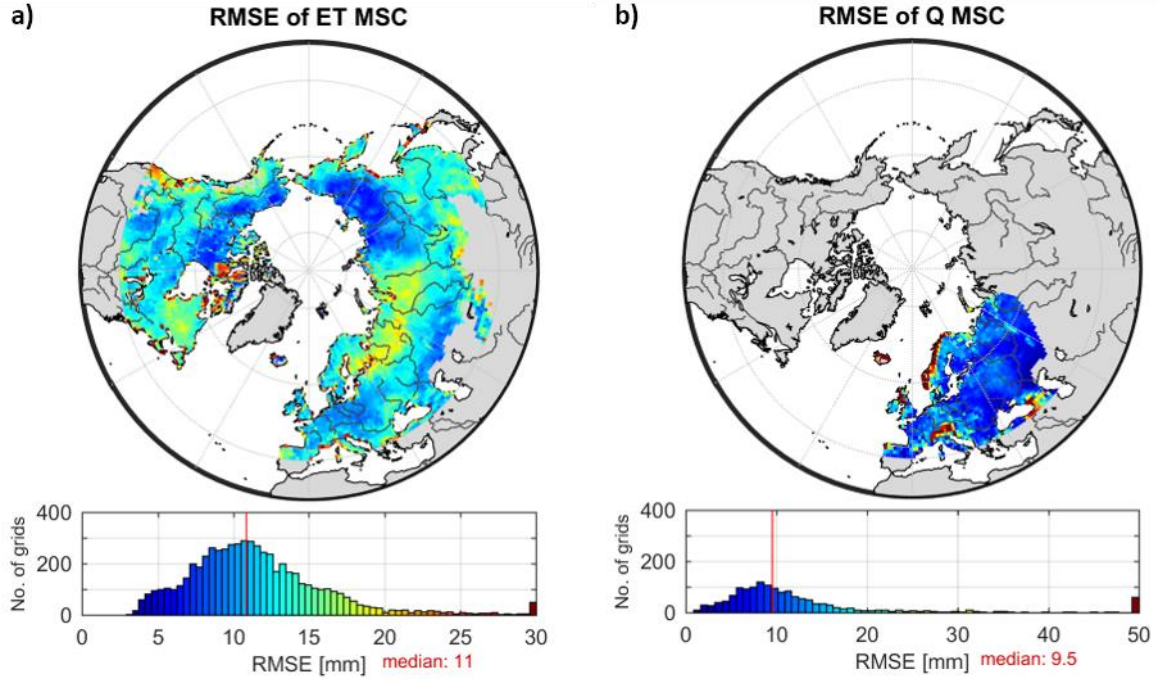 a)
RMSE of ET MSC
b)
RMSE of Q MSC
No. of grids
400
200
0
0 5 10 15 20 25 30
RMSE [mm]
median: 11
No. of grids
400
200
0
0 10 20 30 40 50
RMSE [mm]
median: 9.5